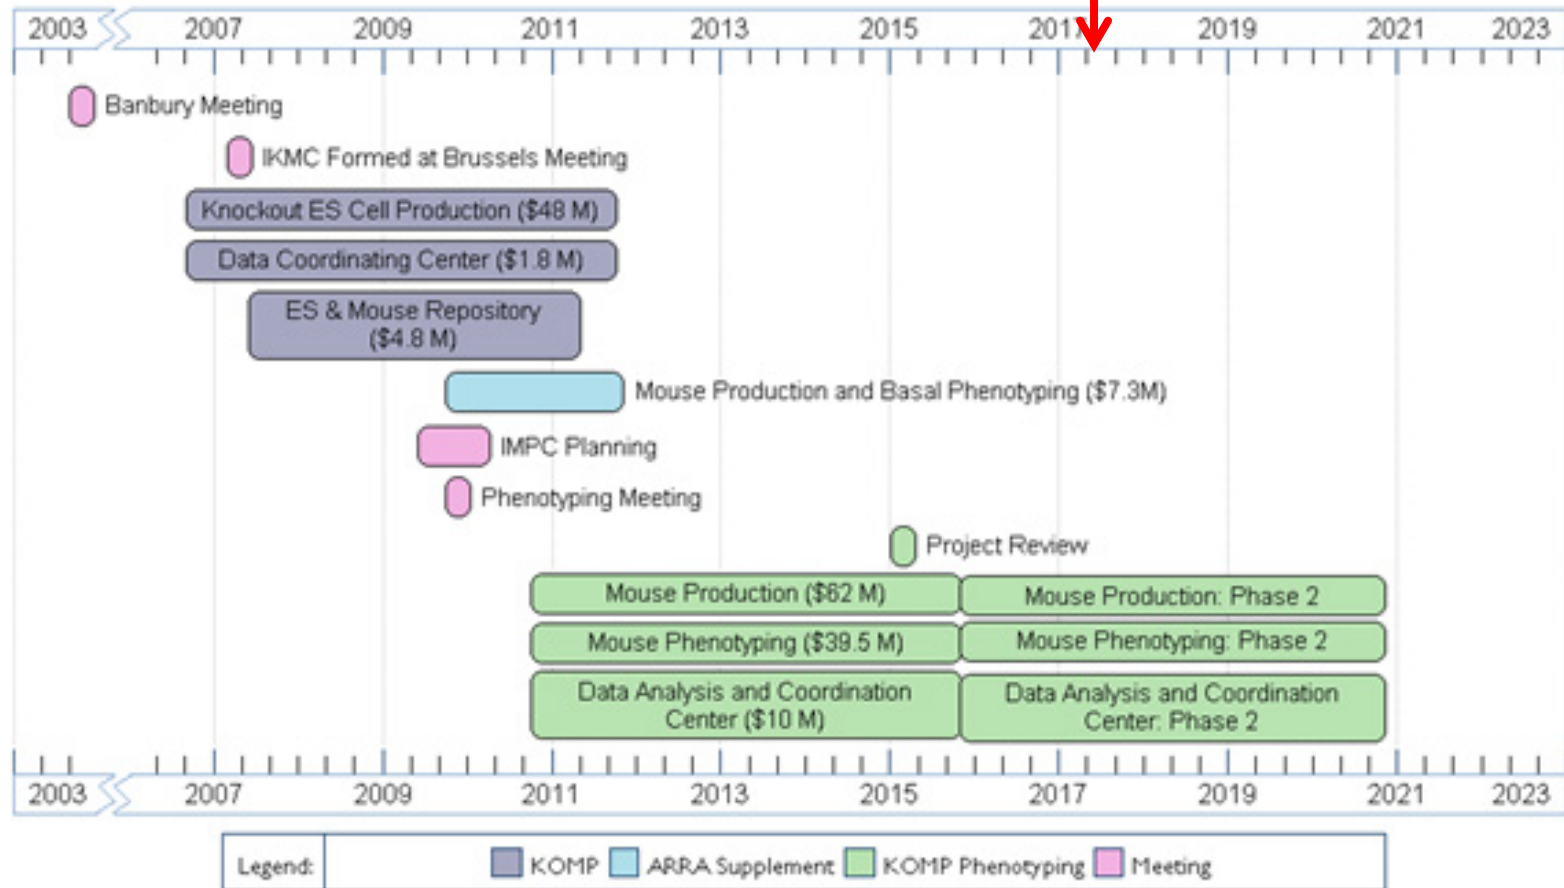 2003 2007 2009 2011 2013 2015 2017 2019 2021 2023
Banbury Meeting
IKMC Formed at Brussels Meeting
Knockout ES Cell Production ($48 M)
Data Coordinating Center ($1.8 M)
ES & Mouse Repository
($4.8 M)
Mouse Production and Basal Phenotyping ($7.3M)
IMPC Planning
Phenotyping Meeting
Project Review
Mouse Production ($62 M)
Mouse Production: Phase 2
Mouse Phenotyping ($39.5 M)
Mouse Phenotyping: Phase 2
Data Analysis and Coordination
Center ($10 M)
Data Analysis and Coordination
Center: Phase 2
2003 2007 2009 2011 2013 2015 2017 2019 2021 2023
Legend: KOMP ARRA Supplement KOMP Phenotyping Meeting